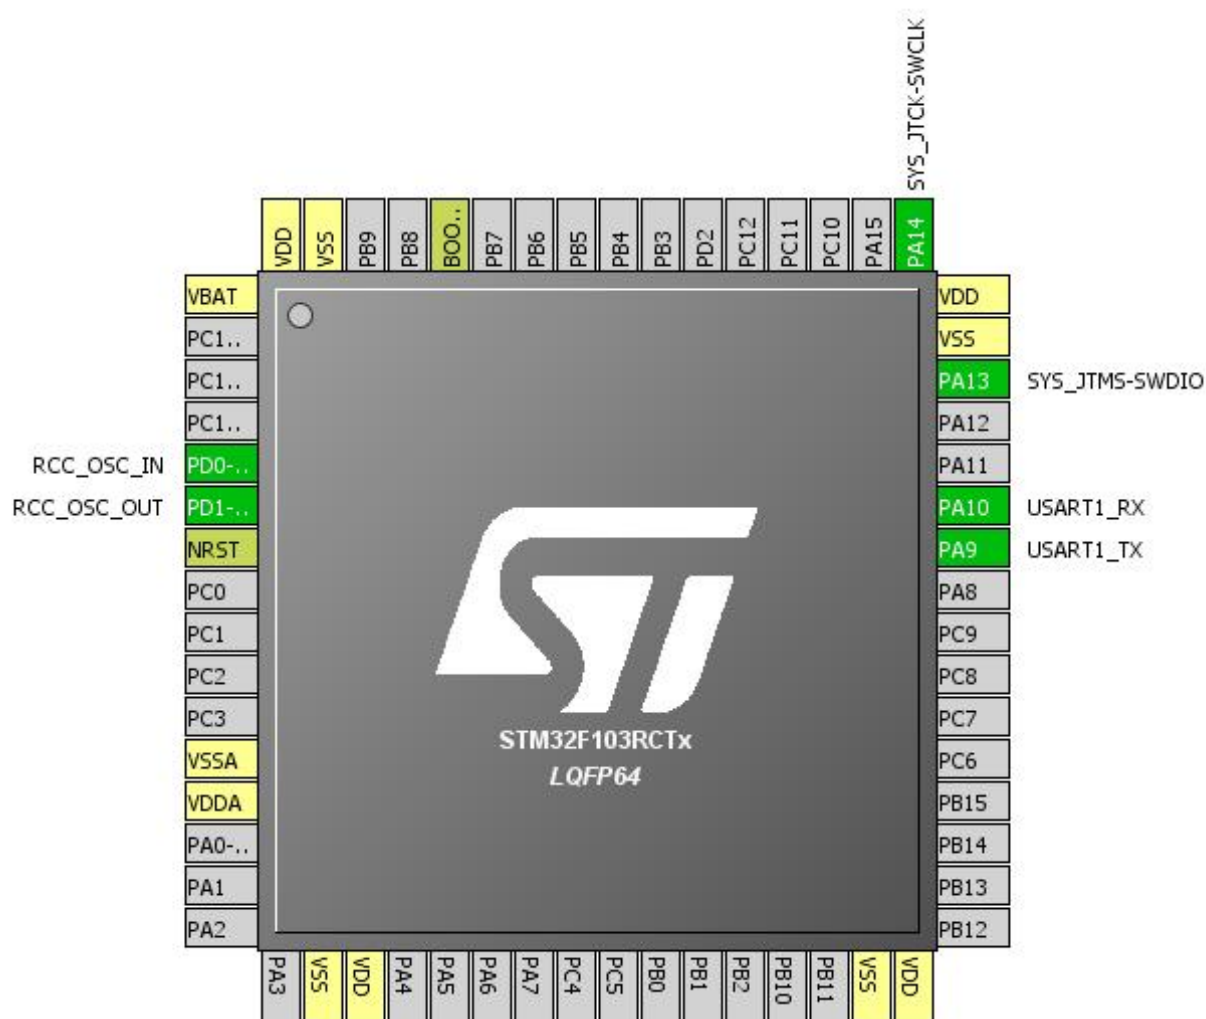 SYS_JTCK-SWCLK
VDD
VSS
PB9
PB8
BOO..
PB7
PB6
PB5
PB4
PB3
PD2
PC12
PC11
PC10
PA15
PA14
VBAT
PC1..
PC1..
PC1..
RCC_OSC_IN PD0-..
RCC_OSC_OUT PD1-..
NRST
PC0
PC1
PC2
PC3
VSSA
VDDA
PA0-..
PA1
PA2
ST
STM32F103RCTx
LQFP64
VDD
VSS
PA13 SYS_JTMS-SWDIO
PA12
PA11
PA10 USART1_RX
PA9 USART1_TX
PA8
PC9
PC8
PC7
PC6
PB15
PB14
PB13
PB12
PA3
VSS
VDD
PA4
PA5
PA6
PA7
PC4
PC5
PB0
PB1
PB2
PB10
PB11
VSS
VDD